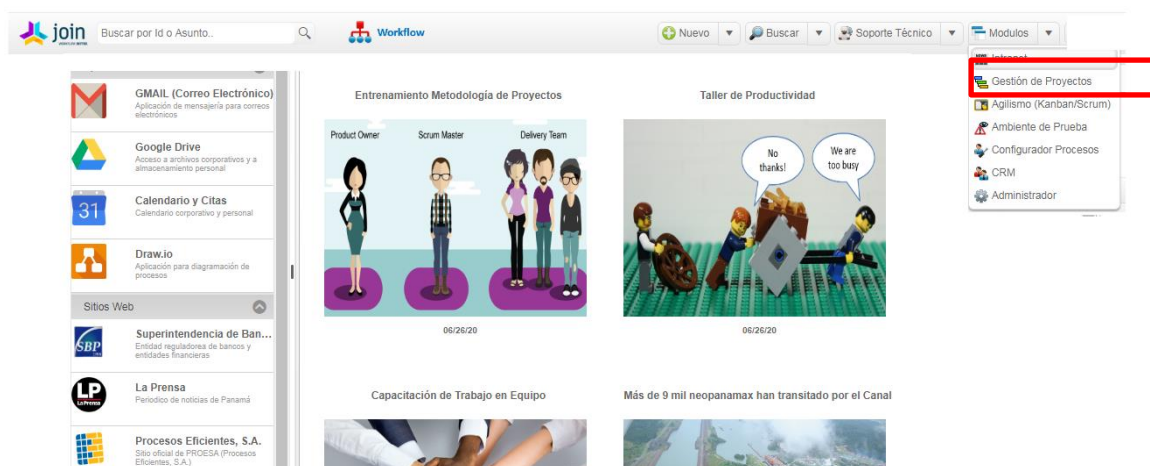 join
Buscar por Id o Asunto..
Workflow
Nuevo
Buscar
Soporte Técnico
Modulos
Intranet
Gestión de Proyectos
Agilismo (Kanban/Scrum)
Ambiente de Prueba
Configurador Procesos
CRM
Administrador
GMAIL (Correo Electrónico)
Aplicación de mensajería para correos
electrónicos
Google Drive
Acceso a archivos corporativos y a
almacenamiento personal
31
Calendario y Citas
Calendario corporativo y personal
Draw.io
Aplicación para diagramación de
procesos
Sitios Web
SBP
Superintendencia de Ban...
Entidad reguladorea de bancos y
entidades financieras
LP
La Prensa
La Prensa
Periodico de noticias de Panamá
Procesos Eficientes, S.A.
Sitio oficial de PROESA (Procesos
Eficientes, S.A.)
Entrenamiento Metodología de Proyectos
Product Owner
Scrum Master
Delivery Team
06/26/20
Taller de Productividad
No
thanks!
We are
too busy
06/26/20
Capacitación de Trabajo en Equipo
Más de 9 mil neopanamax han transitado por el Canal